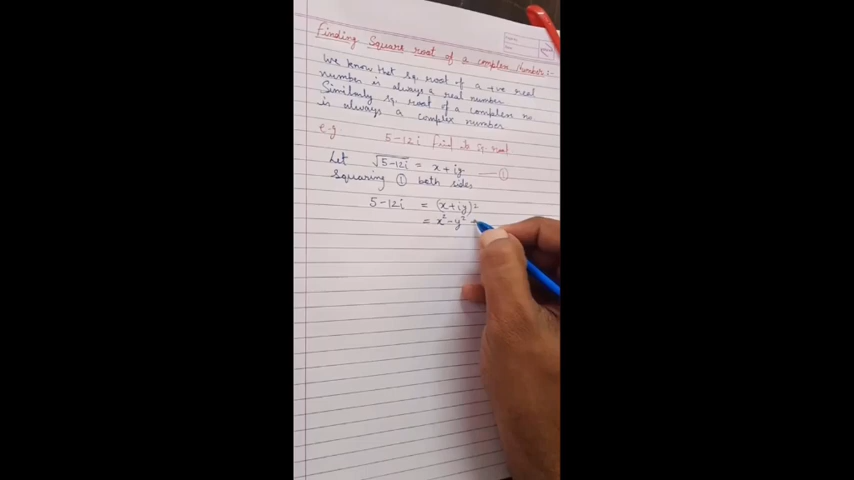 Finding Square root of a complex Number:-
We know that sq root of a +ve real
number is always a real number
Similarly sq root of a complex no
is always a complex number
e.g
5-12i find its sq root
Let √5-12i = x+iy —— ①
Squaring ① both sides
5-12i = (x+iy)²
= x²-y² +